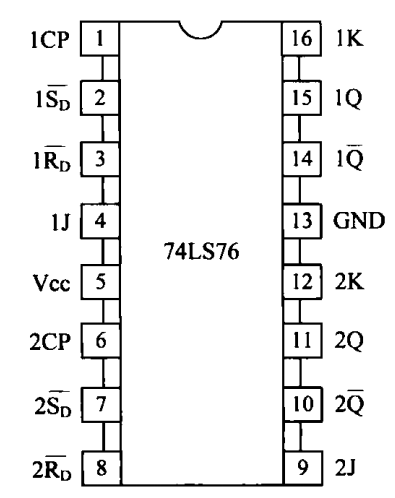 1CP 1 16 1K
1S̅D̅ 2 15 1Q
1R̅D̅ 3 14 1Q̅
1J 4 13 GND
74LS76
Vcc 5 12 2K
2CP 6 11 2Q
2S̅D̅ 7 10 2Q̅
2R̅D̅ 8 9 2J